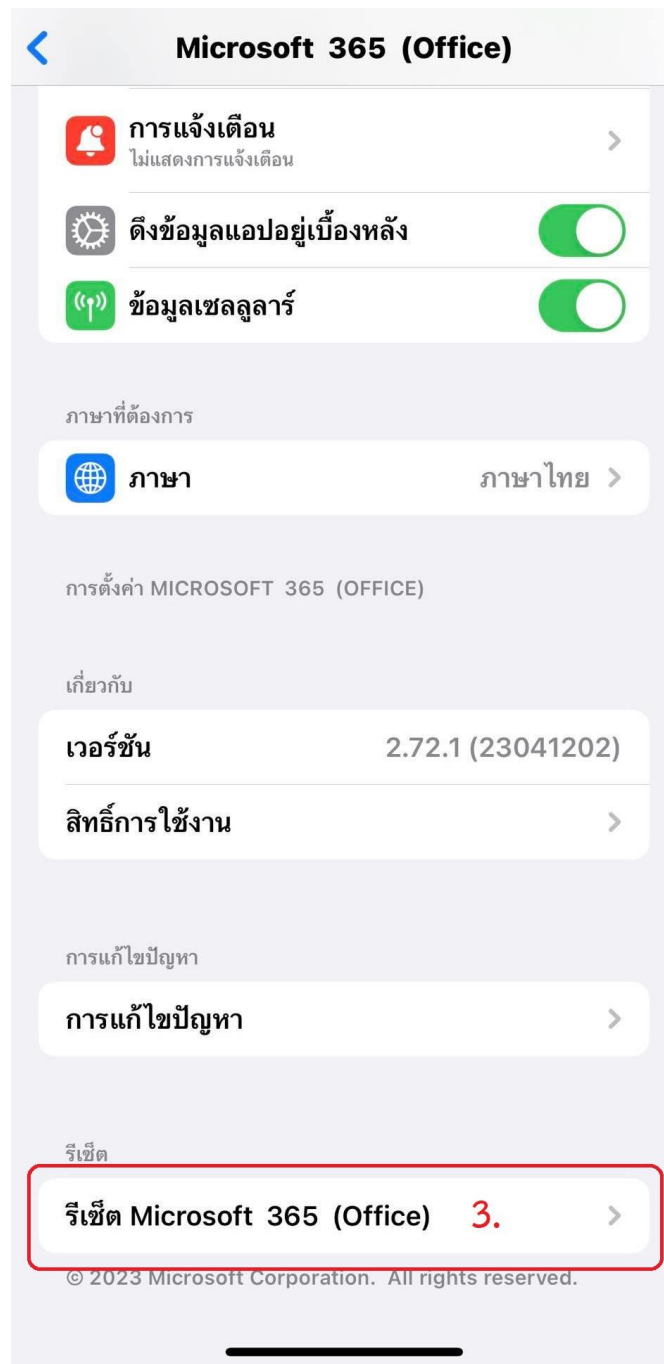 Microsoft 365 (Office)
การแจ้งเตือน
ไม่แสดงการแจ้งเตือน
ดึงข้อมูลแอปอยู่เบื้องหลัง
ข้อมูลเซลลูลาร์
ภาษาที่ต้องการ
ภาษา ภาษาไทย
การตั้งค่า MICROSOFT 365 (OFFICE)
เกี่ยวกับ
เวอร์ชัน 2.72.1 (23041202)
สิทธิ์การใช้งาน
การแก้ไขปัญหา
การแก้ไขปัญหา
รีเซ็ต
รีเซ็ต Microsoft 365 (Office) 3.
© 2023 Microsoft Corporation. All rights reserved.